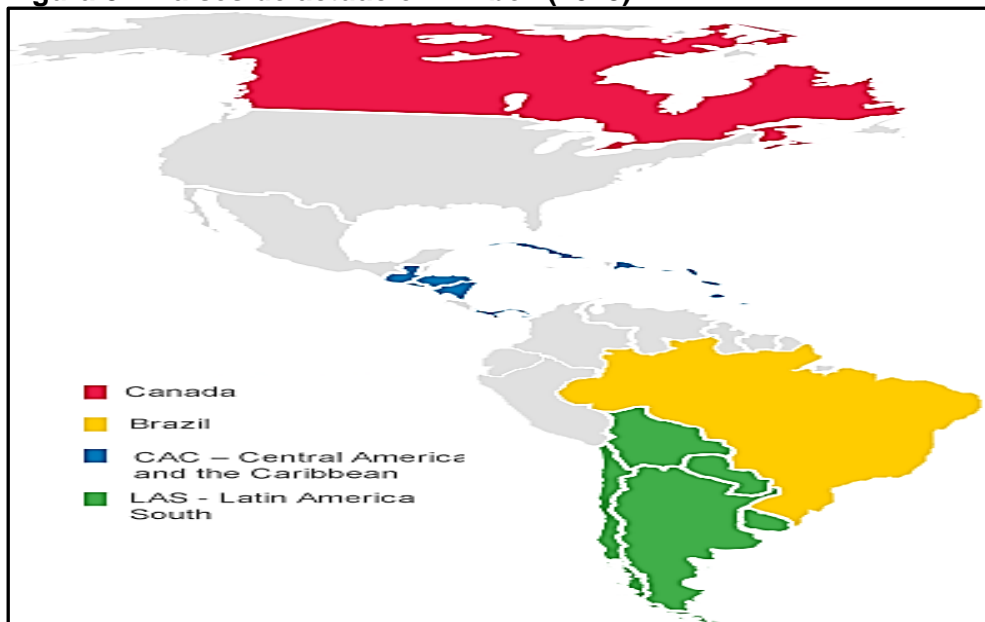 Canada
Brazil
CAC – Central America
and the Caribbean
LAS - Latin America
South